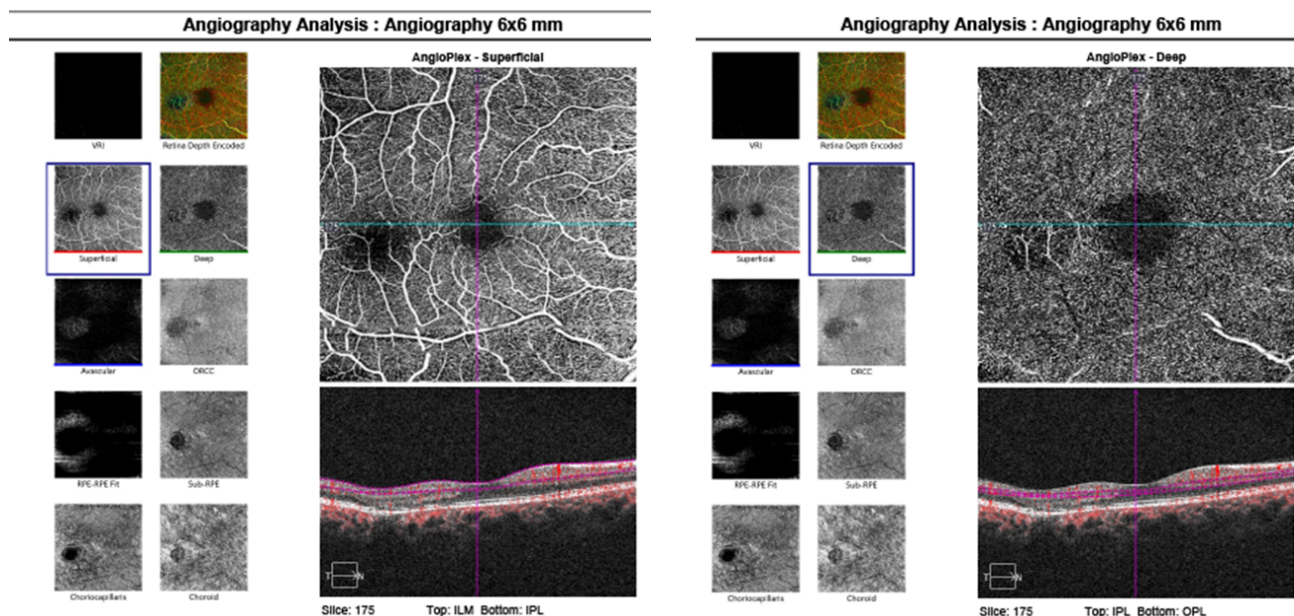 Angiography Analysis : Angiography 6x6 mm
VRI
Retina Depth Encoded
Superficial
Deep
Avascular
ORCC
RPE-RPE Fit
Sub-RPE
Choriocapillaris
Choroid
AngioPlex - Superficial
T
N
Slice: 175 Top: ILM Bottom: IPL
Angiography Analysis : Angiography 6x6 mm
VRI
Retina Depth Encoded
Superficial
Deep
Avascular
ORCC
RPE-RPE Fit
Sub-RPE
Choriocapillaris
Choroid
AngioPlex - Deep
T
N
Slice: 175 Top: IPL Bottom: OPL